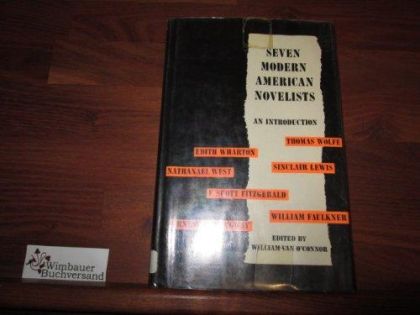 SEVEN
MODERN
AMERICAN
NOVELISTS
AN INTRODUCTION
THOMAS WOLFE
EDITH WHARTON
SINCLAIR LEWIS
NATHANAEL WEST
F. SCOTT FITZGERALD
WILLIAM FAULKNER
EDITED BY
WILLIAM VAN O'CONNOR
Wimbauer
Buchversand